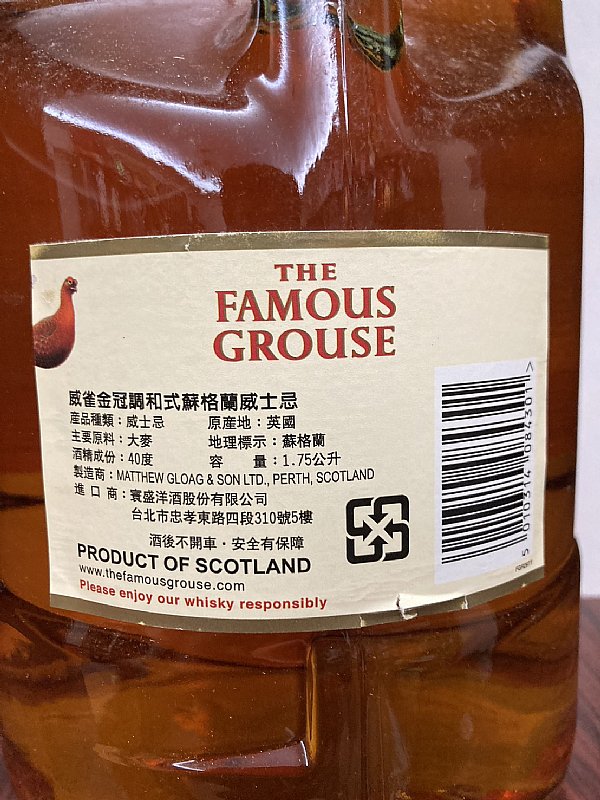 THE
FAMOUS
GROUSE
威雀金冠調和式蘇格蘭威士忌
産品種類：威士忌 原産地：英國
主要原料：大麥 地理標示：蘇格蘭
酒精成份：40度 容 量：1.75公升
製造商：MATTHEW GLOAG & SON LTD., PERTH, SCOTLAND
進口商：寰盛洋酒股份有限公司
台北市忠孝東路四段310號5樓
酒後不開車・安全有保障
PRODUCT OF SCOTLAND
www.thefamousgrouse.com
Please enjoy our whisky responsibly
5 010314 084301 >